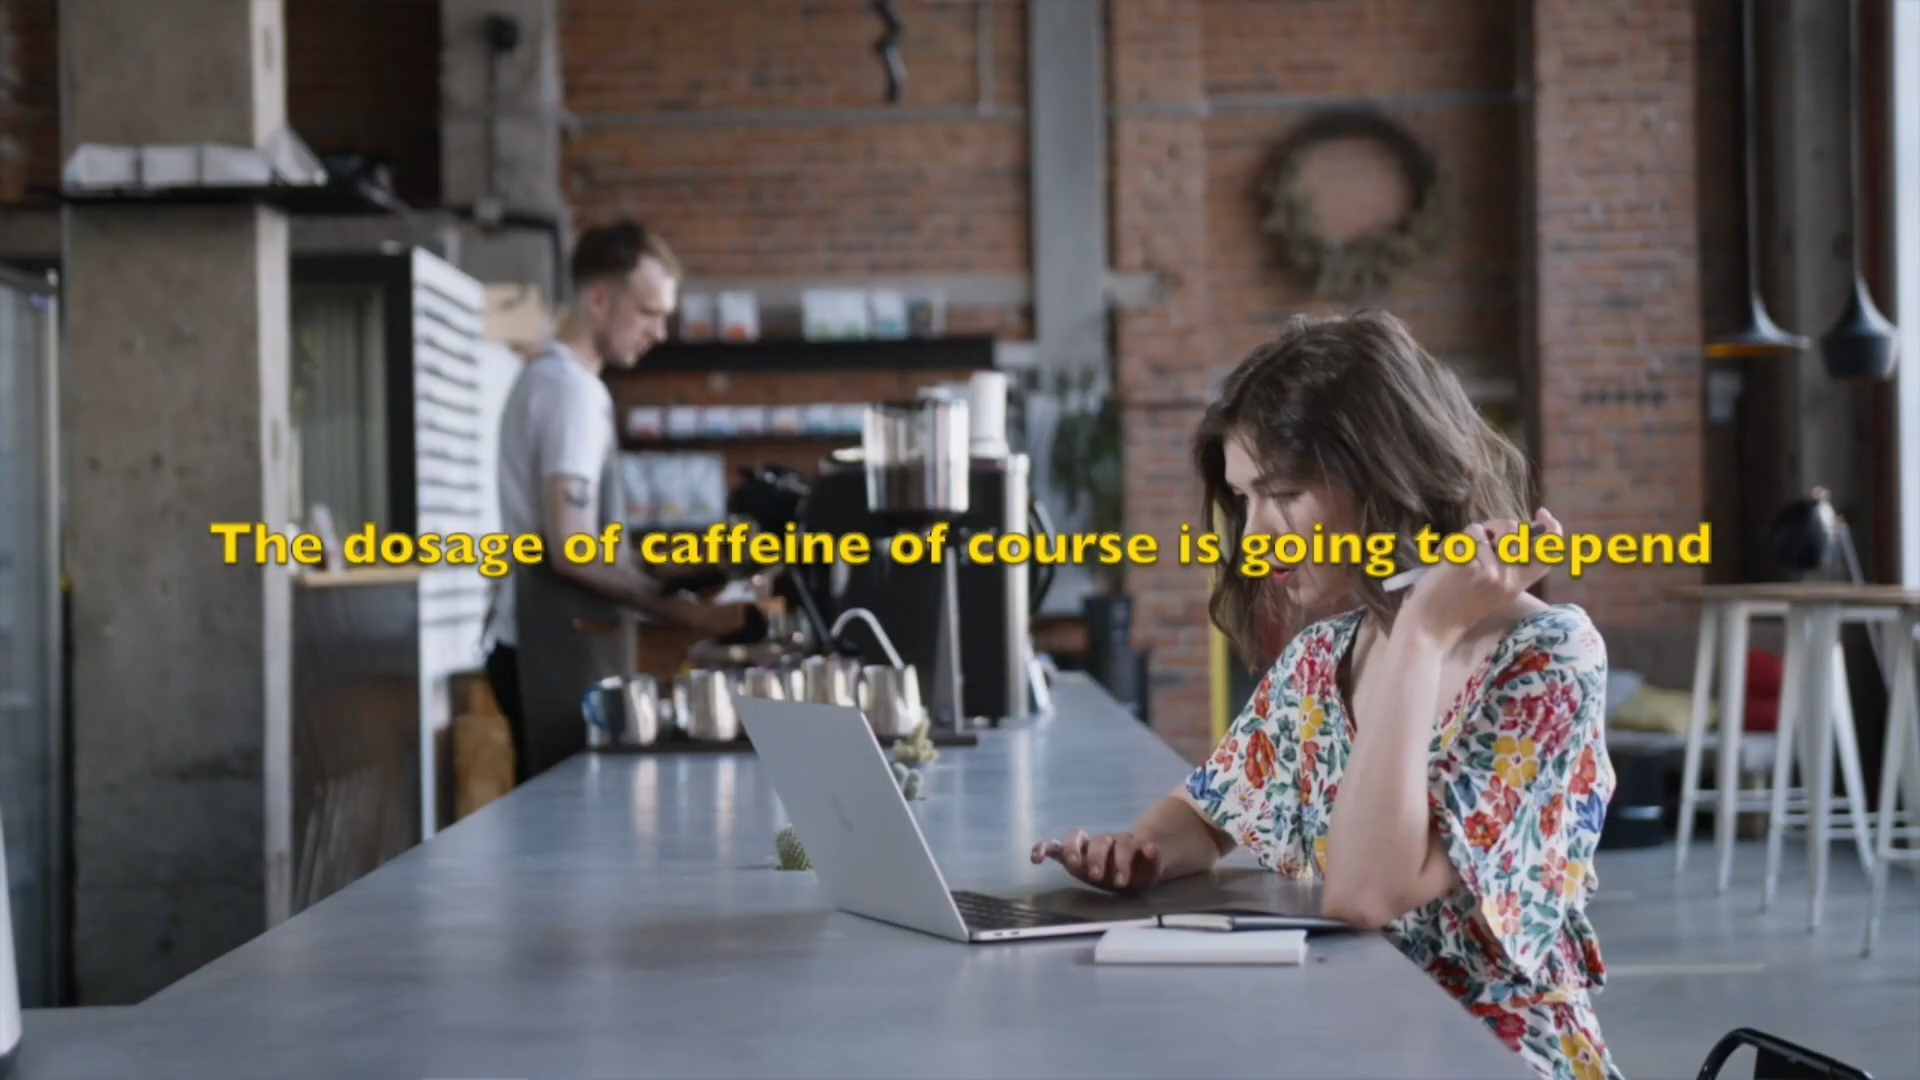 The dosage of caffeine of course is going to depend